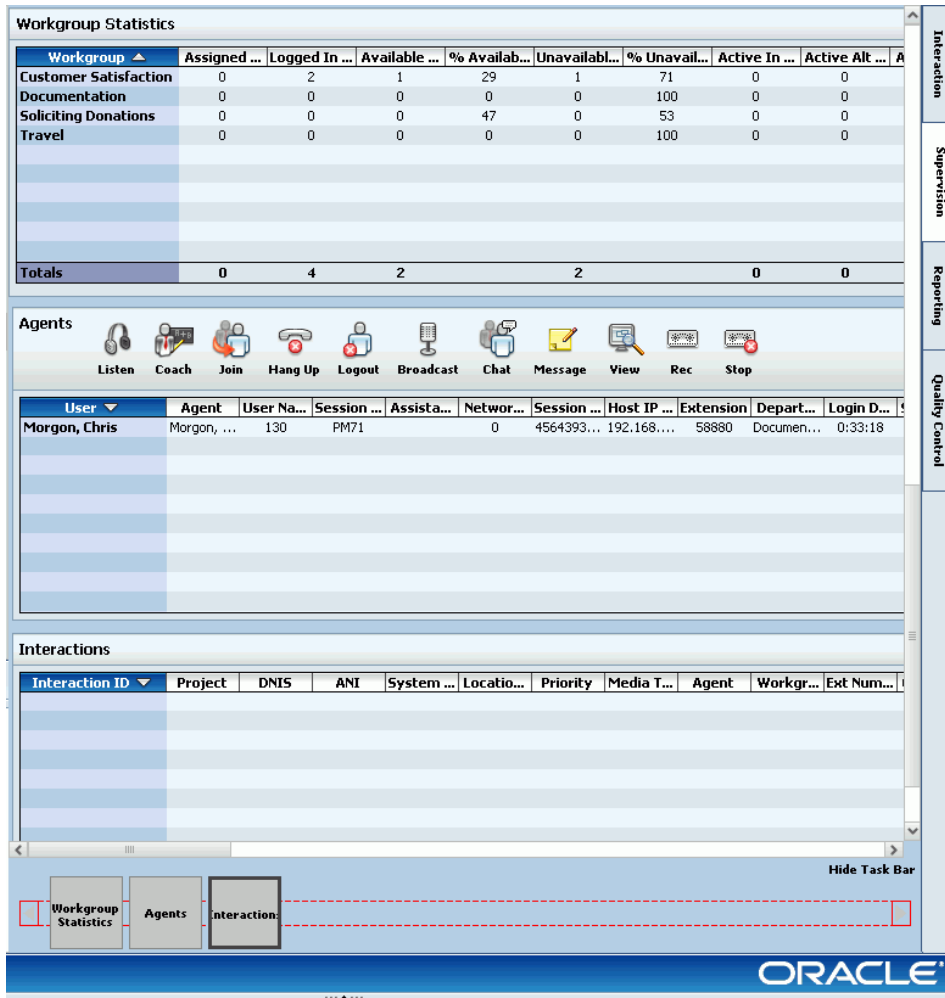 Workgroup Statistics
Workgroup Assigned ... Logged In ... Available ... % Availab... Unavailabl... % Unavail... Active In ... Active Alt ... A
Customer Satisfaction 0 2 1 29 1 71 0 0
Documentation 0 0 0 0 0 100 0 0
Soliciting Donations 0 0 0 47 0 53 0 0
Travel 0 0 0 0 0 100 0 0
Totals 0 4 2 2 0 0
Agents
Listen Coach Join Hang Up Logout Broadcast Chat Message View Rec Stop
User Agent User Na... Session ... Assista... Networ... Session ... Host IP ... Extension Depart... Login D...
Morgon, Chris Morgon, ... 130 PM71 0 4564393... 192.168.... 58880 Documen... 0:33:18
Interactions
Interaction ID Project DNIS ANI System ... Locatio... Priority Media T... Agent Workgr... Ext Num...
Hide Task Bar
Workgroup
Statistics
Agents
Interactions
ORACLE
Interaction
Supervision
Reporting
Quality Control